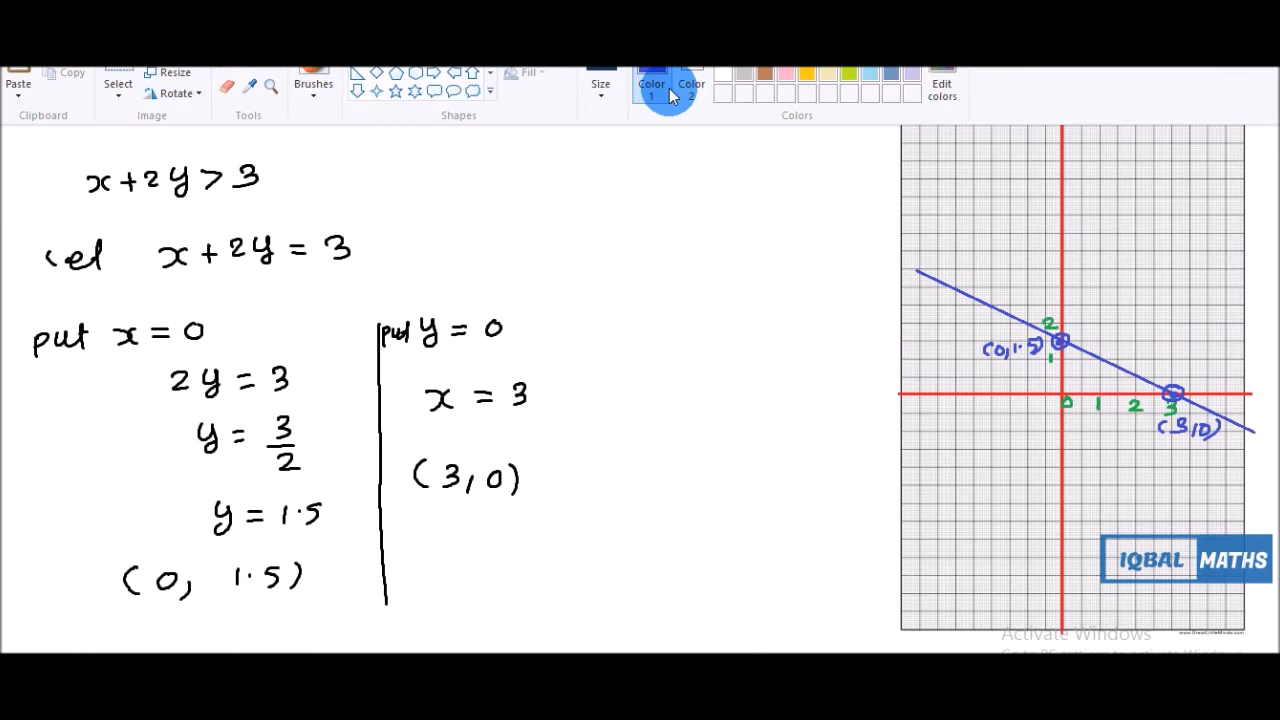 Paste
Copy
Select
Resize
Rotate
Brushes
Fill
Size
Color 1
Color 2
Edit colors
Clipboard
Image
Tools
Shapes
Colors
x+2y>3
let x+2y=3
put x=0
2y=3
y=3/2
y=1.5
(0, 1.5)
put y=0
x=3
(3,0)
2
(0,1.5)
1
0 1 2 3
(3,0)
IQBAL MATHS
Activate Windows